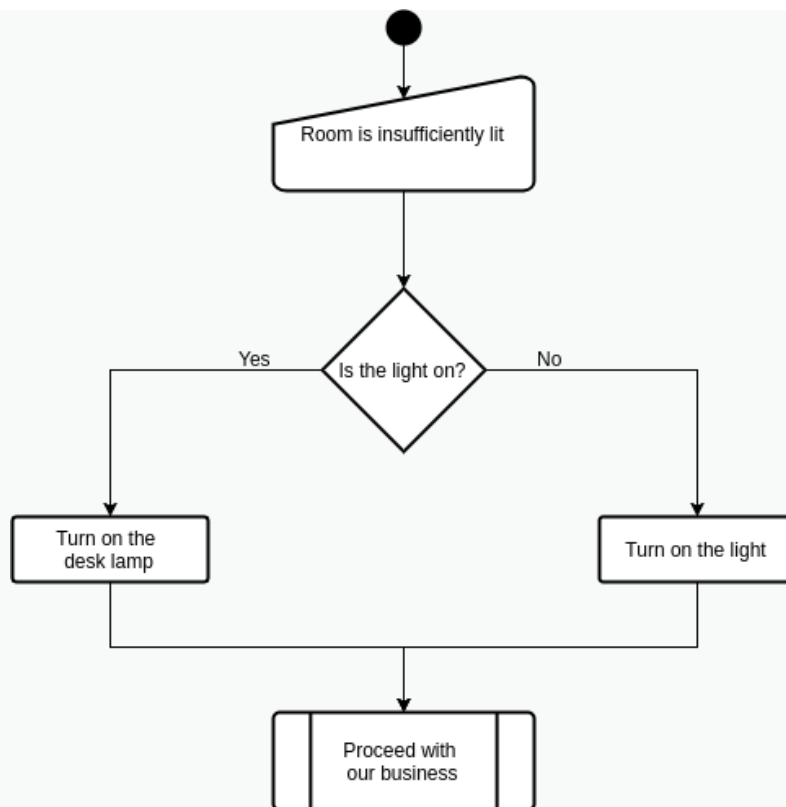 Room is insufficiently lit
Is the light on?
Yes
No
Turn on the
desk lamp
Turn on the light
Proceed with
our business